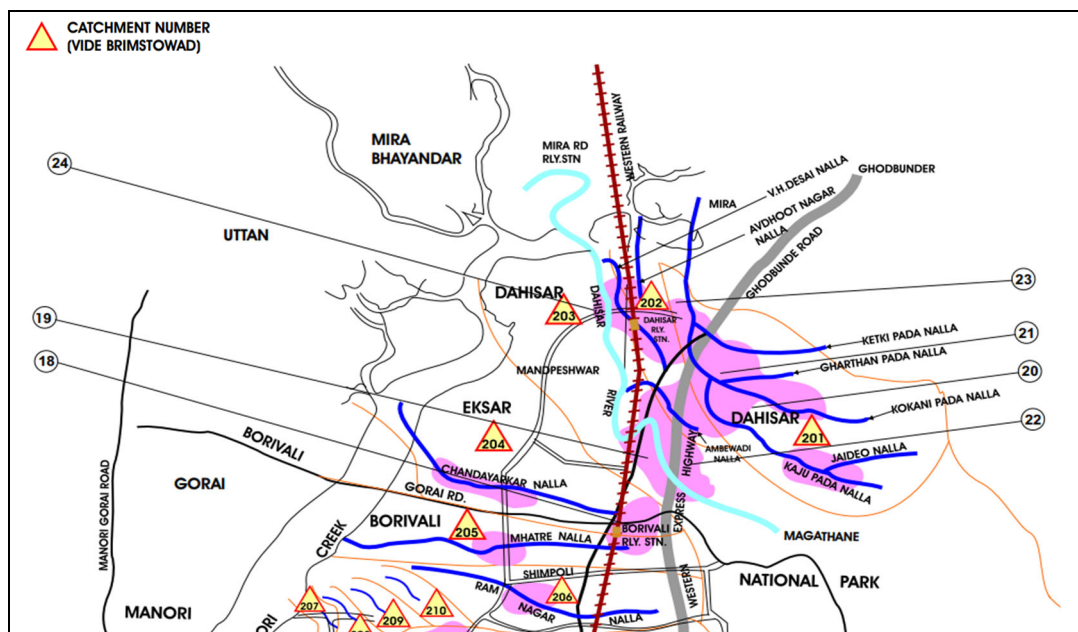 CATCHMENT NUMBER
(VIDE BRIMSTOWAD)
24
MIRA
BHAYANDAR
MIRA RD
RLY.STN
WESTERN RAILWAY
V.H.DESAI NALLA
AVDHOOT NAGAR
NALLA
GHODBUNDER
MIRA
UTTAN
GHODBUNDE ROAD
23
DAHISAR
203
DAHISAR
202
DAHISAR
RLY.
STN.
19
KETKI PADA NALLA
21
GHARTHAN PADA NALLA
18
MANDPESHWAR
20
RIVER
EKSAR
204
DAHISAR
201
KOKANI PADA NALLA
22
AMBEWADI
NALLA
HIGHWAY
JAIDEO NALLA
KAJU PADA NALLA
BORIVALI
CHANDAYARKAR NALLA
GORAI RD.
GORAI
MANORI GORAI ROAD
BORIVALI
205
CREEK
MHATRE NALLA
BORIVALI
RLY. STN.
EXPRESS
MAGATHANE
SHIMPOLI
RAM
NAGAR
NALLA
206
WESTERN
NATIONAL PARK
MANORI
ORI
207
209
210